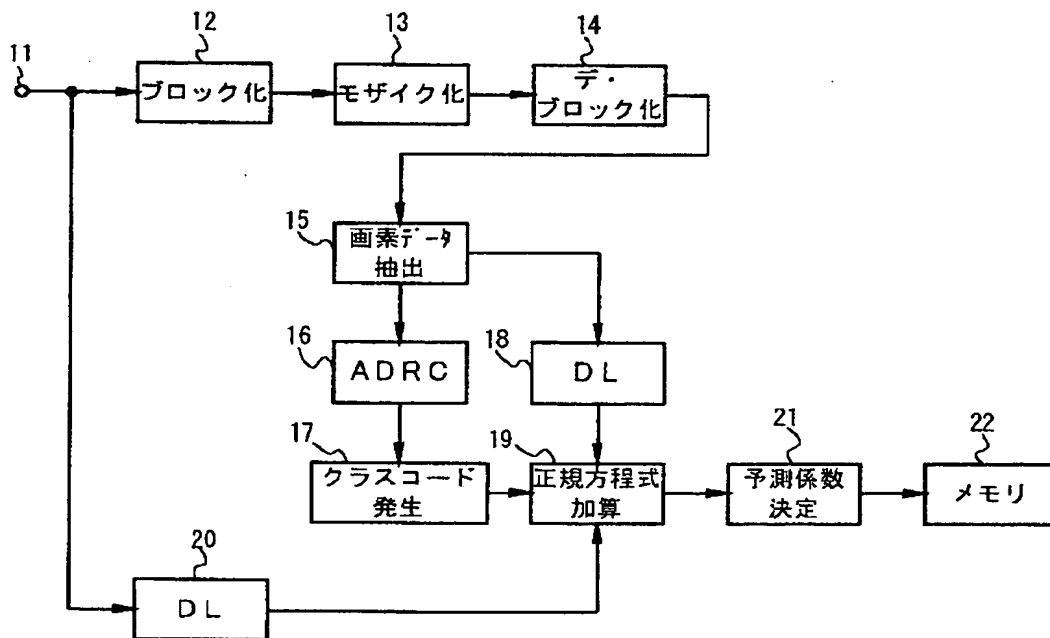 11
12
ブロック化
13
モザイク化
14
デ・
ブロック化
15
画素データ
抽出
16
ADRC
18
DL
17
クラスコード
発生
19
正規方程式
加算
21
予測係数
決定
22
メモリ
20
DL